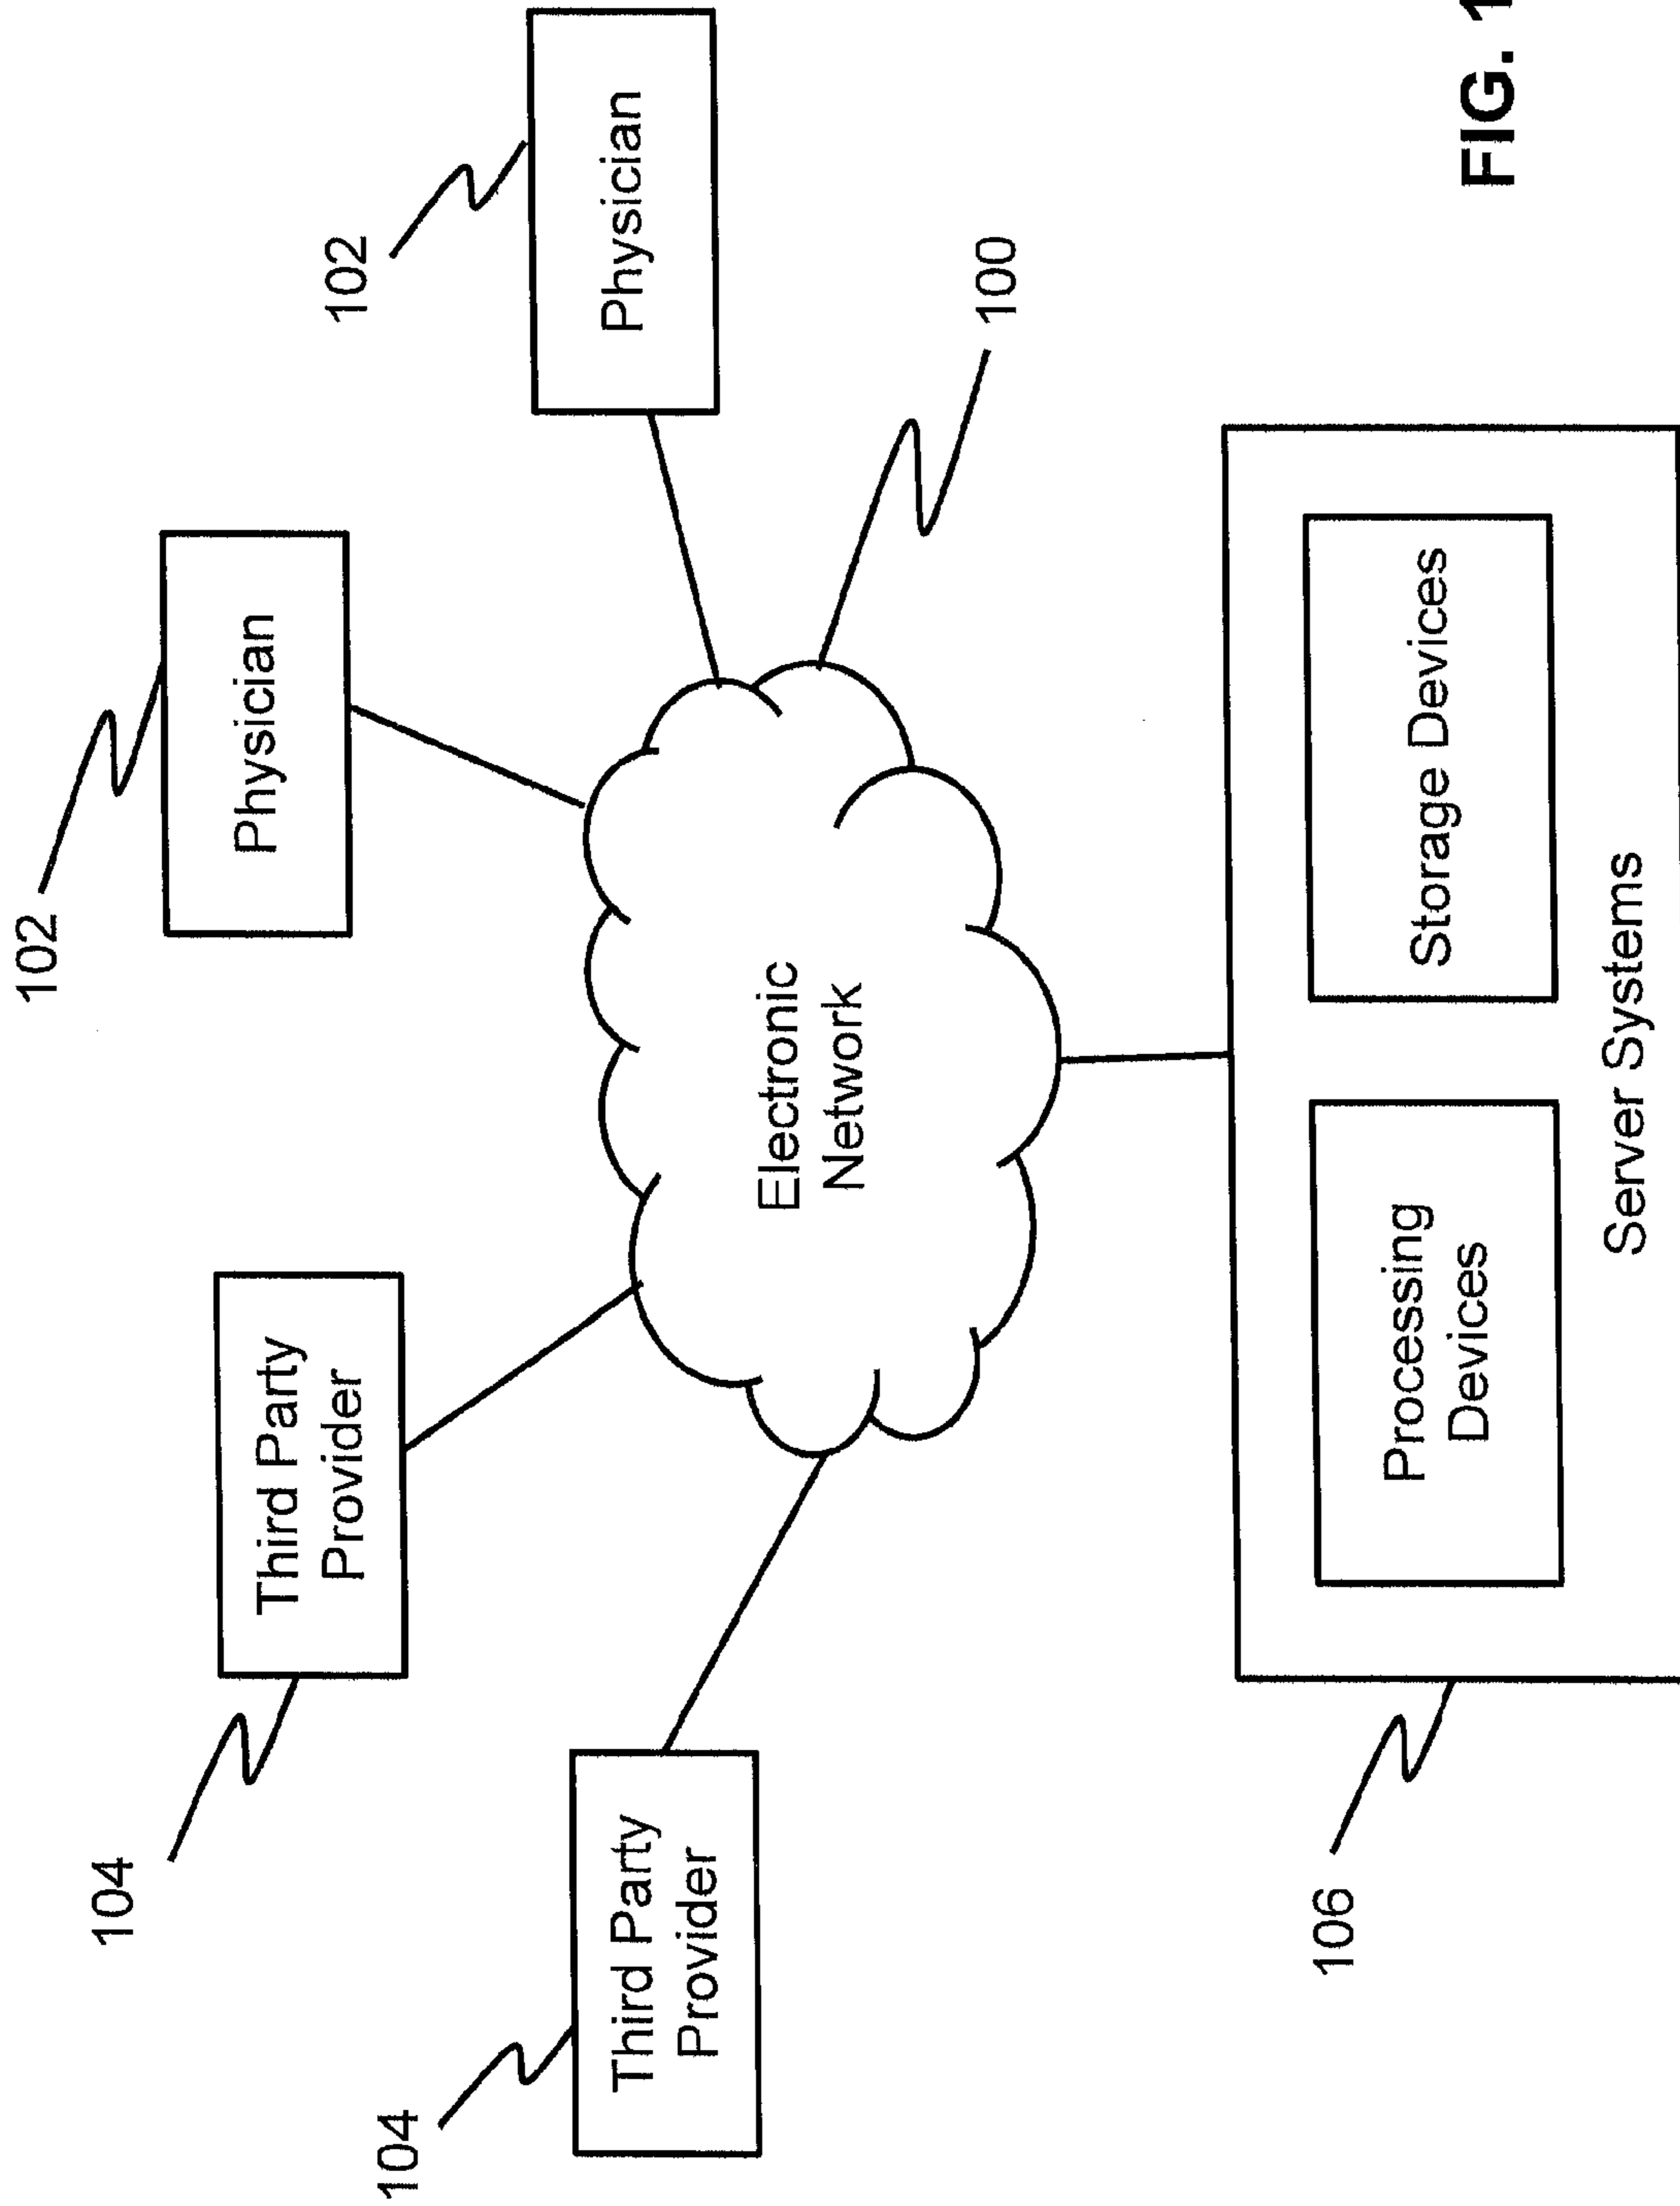 102
Physician
102
Physician
104
Third Party
Provider
104
Third Party
Provider
Electronic
Network
100
106
Processing
Devices
Storage Devices
Server Systems
FIG. 1